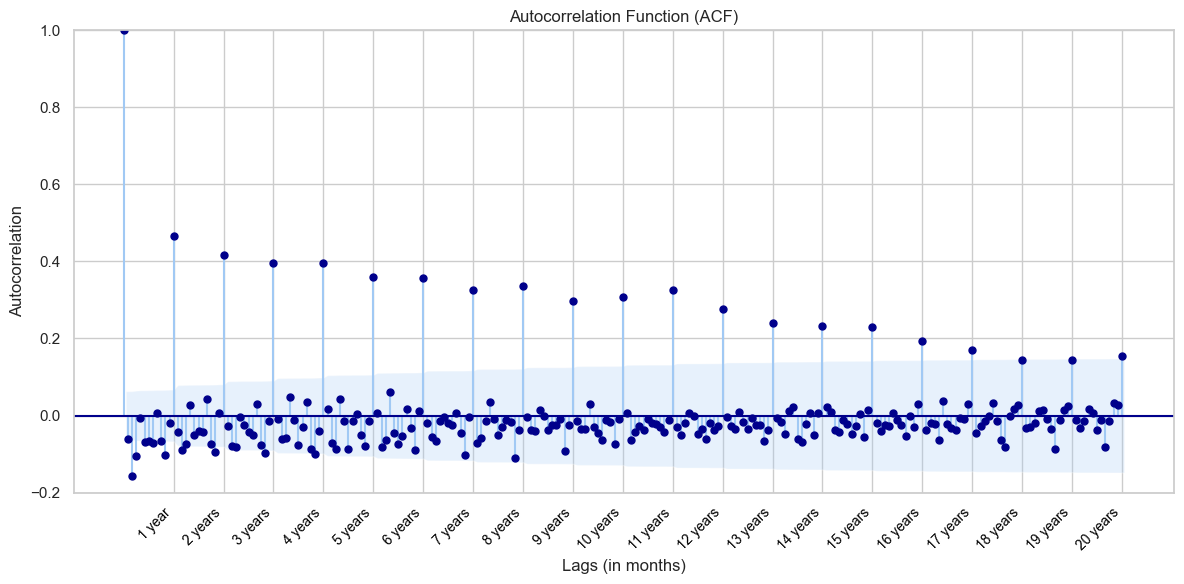 Autocorrelation Function (ACF)
1.0
0.8
0.6
0.4
0.2
0.0
−0.2
Autocorrelation
1 year
2 years
3 years
4 years
5 years
6 years
7 years
8 years
9 years
10 years
11 years
12 years
13 years
14 years
15 years
16 years
17 years
18 years
19 years
20 years
Lags (in months)